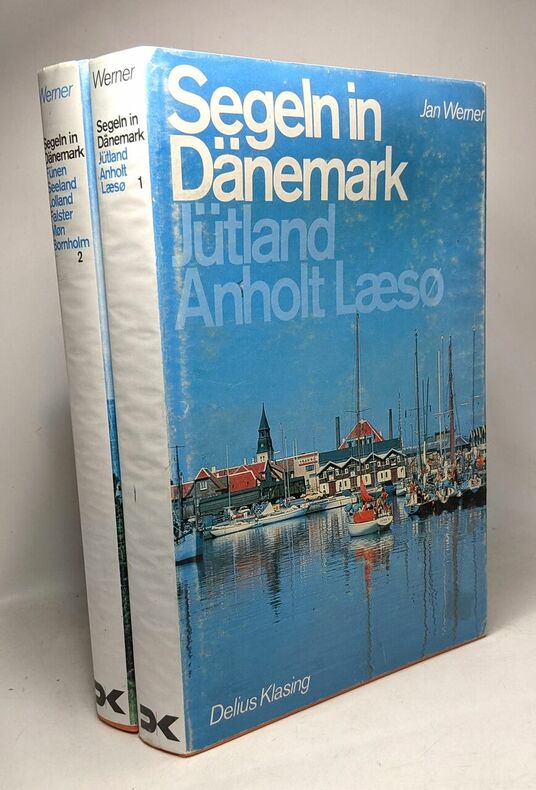 Werner
Segeln in
Dänemark
Fünen
Seeland
Lolland
Falster
Møn
Bornholm
2
Werner
Segeln in
Dänemark
Jütland
Anholt
Læsø
1
Segeln in
Dänemark
Jan Werner
Jütland
Anholt Læsø
Delius Klasing
DK
DK